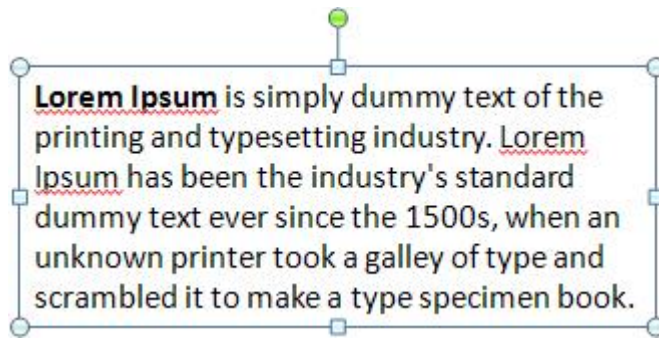 Lorem Ipsum is simply dummy text of the
printing and typesetting industry. Lorem
Ipsum has been the industry's standard
dummy text ever since the 1500s, when an
unknown printer took a galley of type and
scrambled it to make a type specimen book.